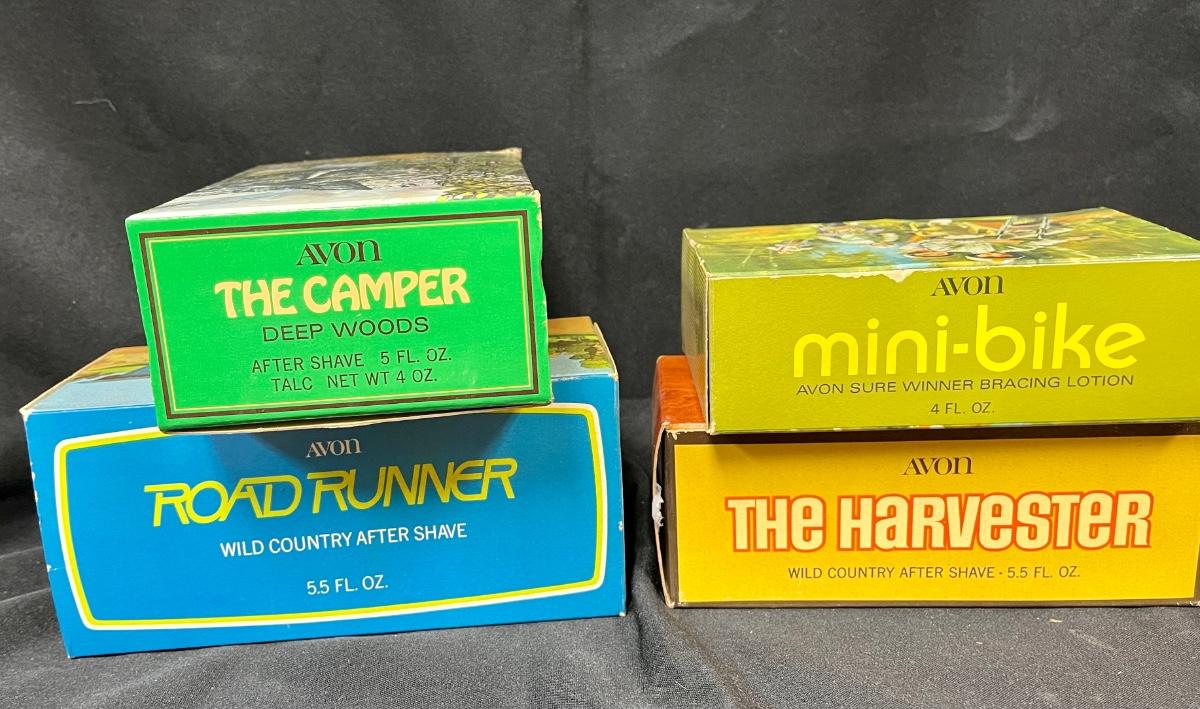 AVON
THE CAMPER
DEEP WOODS
AFTER SHAVE 5 FL. OZ.
TALC NET WT 4 OZ.
AVON
ROAD RUNNER
WILD COUNTRY AFTER SHAVE
5.5 FL. OZ.
AVON
mini-bike
AVON SURE WINNER BRACING LOTION
4 FL. OZ.
AVON
THE HARVESTER
WILD COUNTRY AFTER SHAVE · 5.5 FL. OZ.